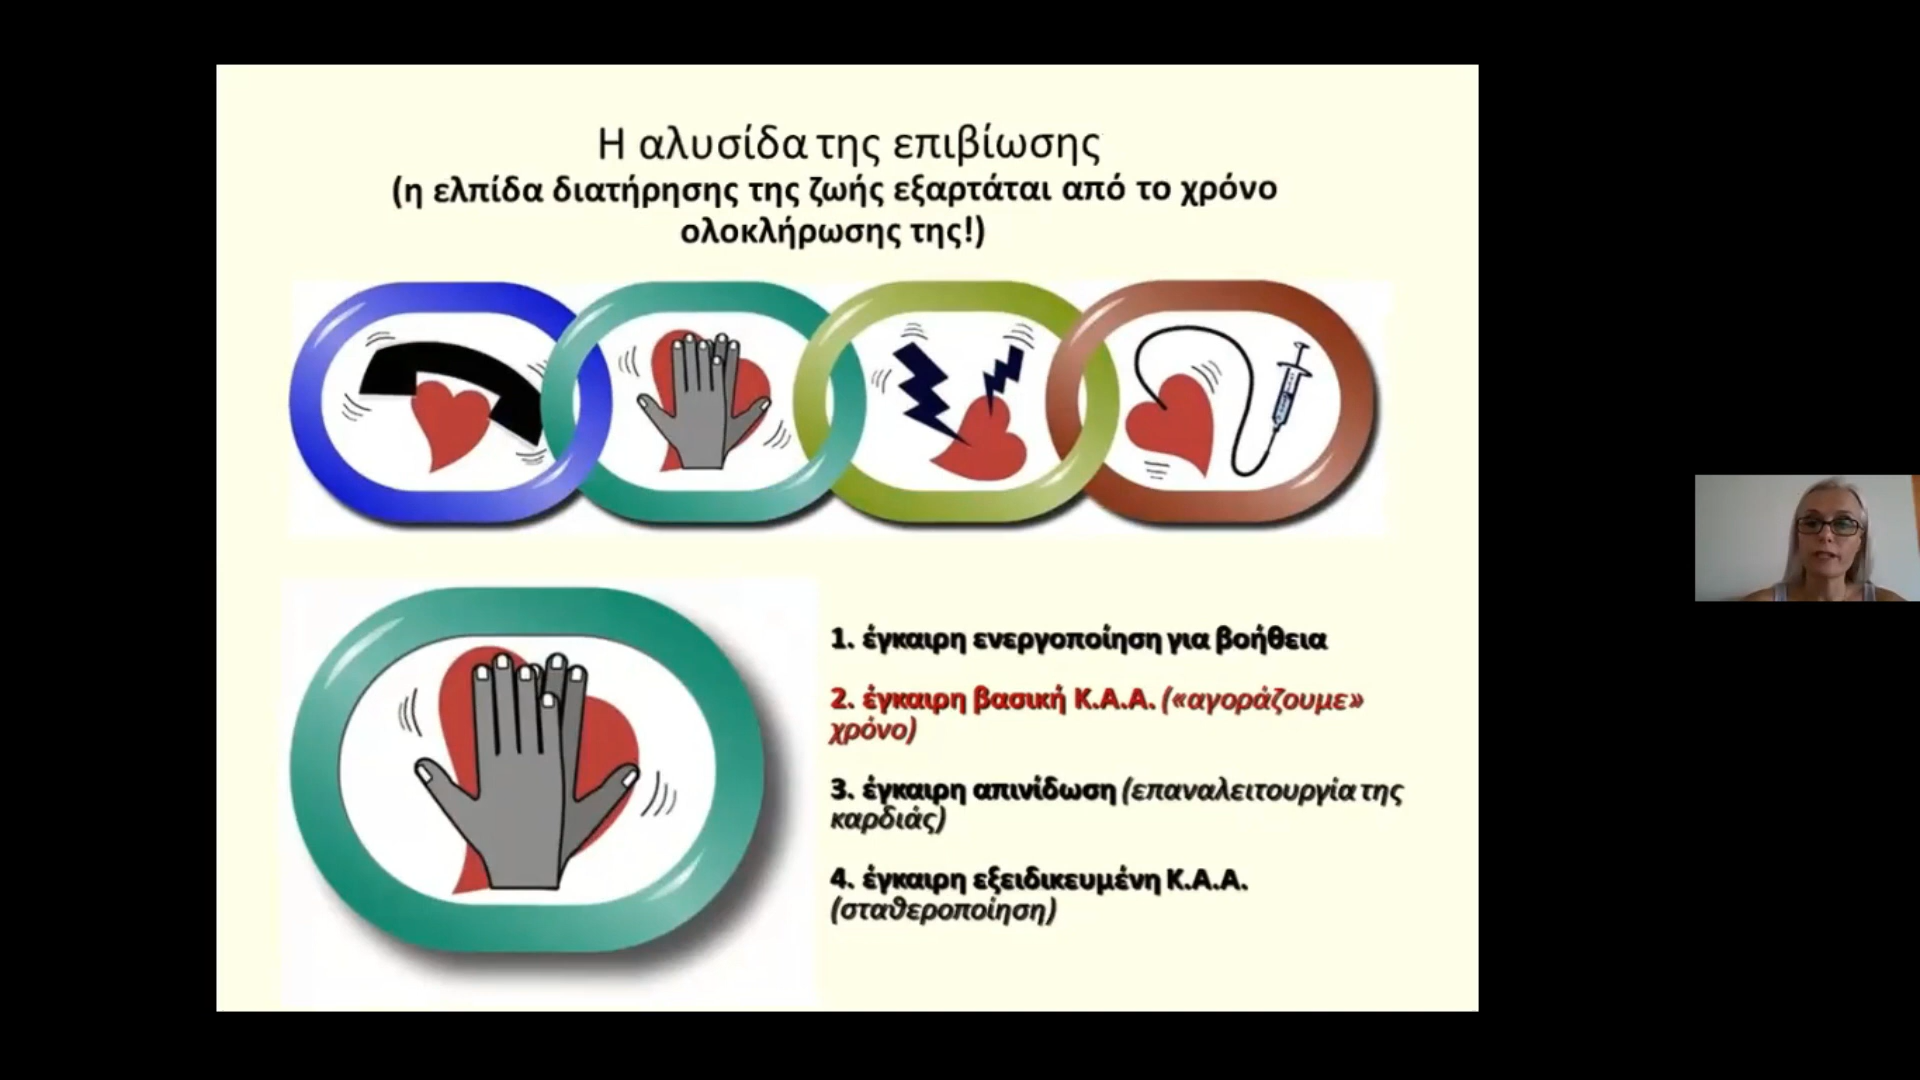 Η αλυσίδα της επιβίωσης
(η ελπίδα διατήρησης της ζωής εξαρτάται από το χρόνο
ολοκλήρωσης της!)
1. έγκαιρη ενεργοποίηση για βοήθεια
2. έγκαιρη βασική Κ.Α.Α. («αγοράζουμε»
χρόνο)
3. έγκαιρη απινίδωση (επαναλειτουργία της
καρδιάς)
4. έγκαιρη εξειδικευμένη Κ.Α.Α.
(σταθεροποίηση)